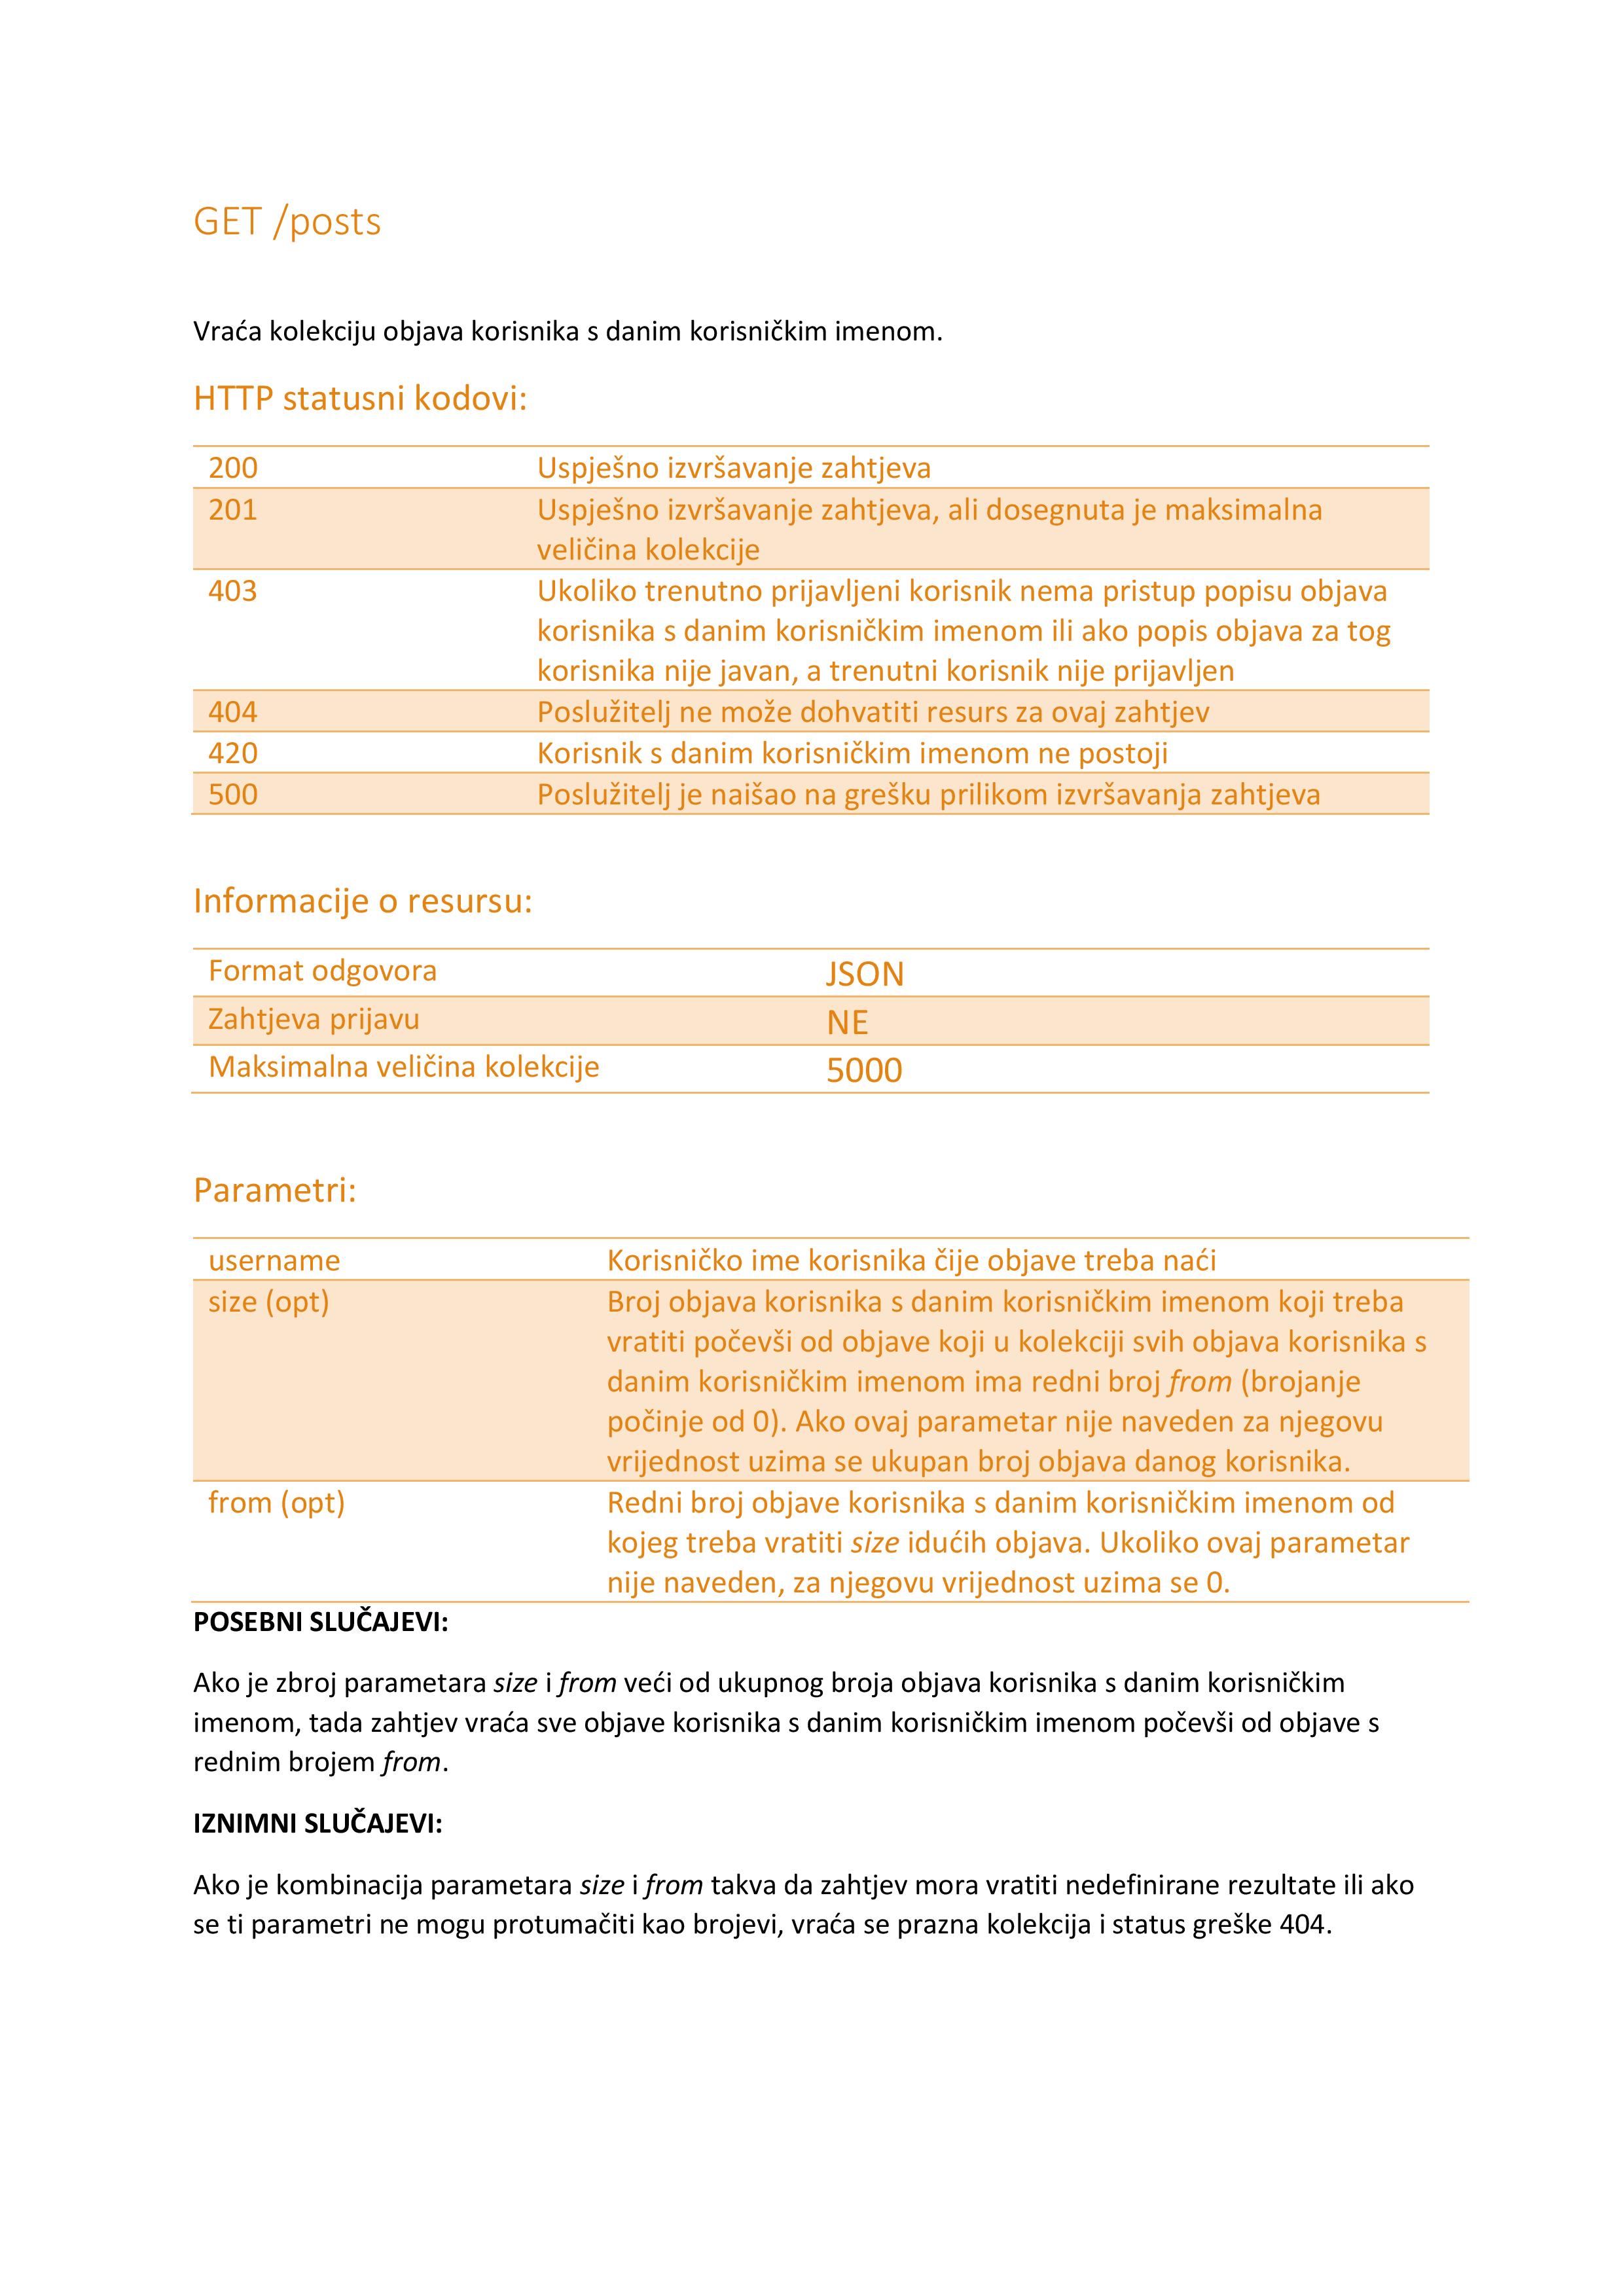 GET /posts
Vraća kolekciju objava korisnika s danim korisničkim imenom.
HTTP statusni kodovi:
200 Uspješno izvršavanje zahtjeva
201 Uspješno izvršavanje zahtjeva, ali dosegnuta je maksimalna
veličina kolekcije
403 Ukoliko trenutno prijavljeni korisnik nema pristup popisu objava
korisnika s danim korisničkim imenom ili ako popis objava za tog
korisnika nije javan, a trenutni korisnik nije prijavljen
404 Poslužitelj ne može dohvatiti resurs za ovaj zahtjev
420 Korisnik s danim korisničkim imenom ne postoji
500 Poslužitelj je naišao na grešku prilikom izvršavanja zahtjeva
Informacije o resursu:
Format odgovora JSON
Zahtjeva prijavu NE
Maksimalna veličina kolekcije 5000
Parametri:
username Korisničko ime korisnika čije objave treba naći
size (opt) Broj objava korisnika s danim korisničkim imenom koji treba
vratiti počevši od objave koji u kolekciji svih objava korisnika s
danim korisničkim imenom ima redni broj from (brojanje
počinje od 0). Ako ovaj parametar nije naveden za njegovu
vrijednost uzima se ukupan broj objava danog korisnika.
from (opt) Redni broj objave korisnika s danim korisničkim imenom od
kojeg treba vratiti size idućih objava. Ukoliko ovaj parametar
nije naveden, za njegovu vrijednost uzima se 0.
POSEBNI SLUČAJEVI:
Ako je zbroj parametara size i from veći od ukupnog broja objava korisnika s danim korisničkim
imenom, tada zahtjev vraća sve objave korisnika s danim korisničkim imenom počevši od objave s
rednim brojem from.
IZNIMNI SLUČAJEVI:
Ako je kombinacija parametara size i from takva da zahtjev mora vratiti nedefinirane rezultate ili ako
se ti parametri ne mogu protumačiti kao brojevi, vraća se prazna kolekcija i status greške 404.